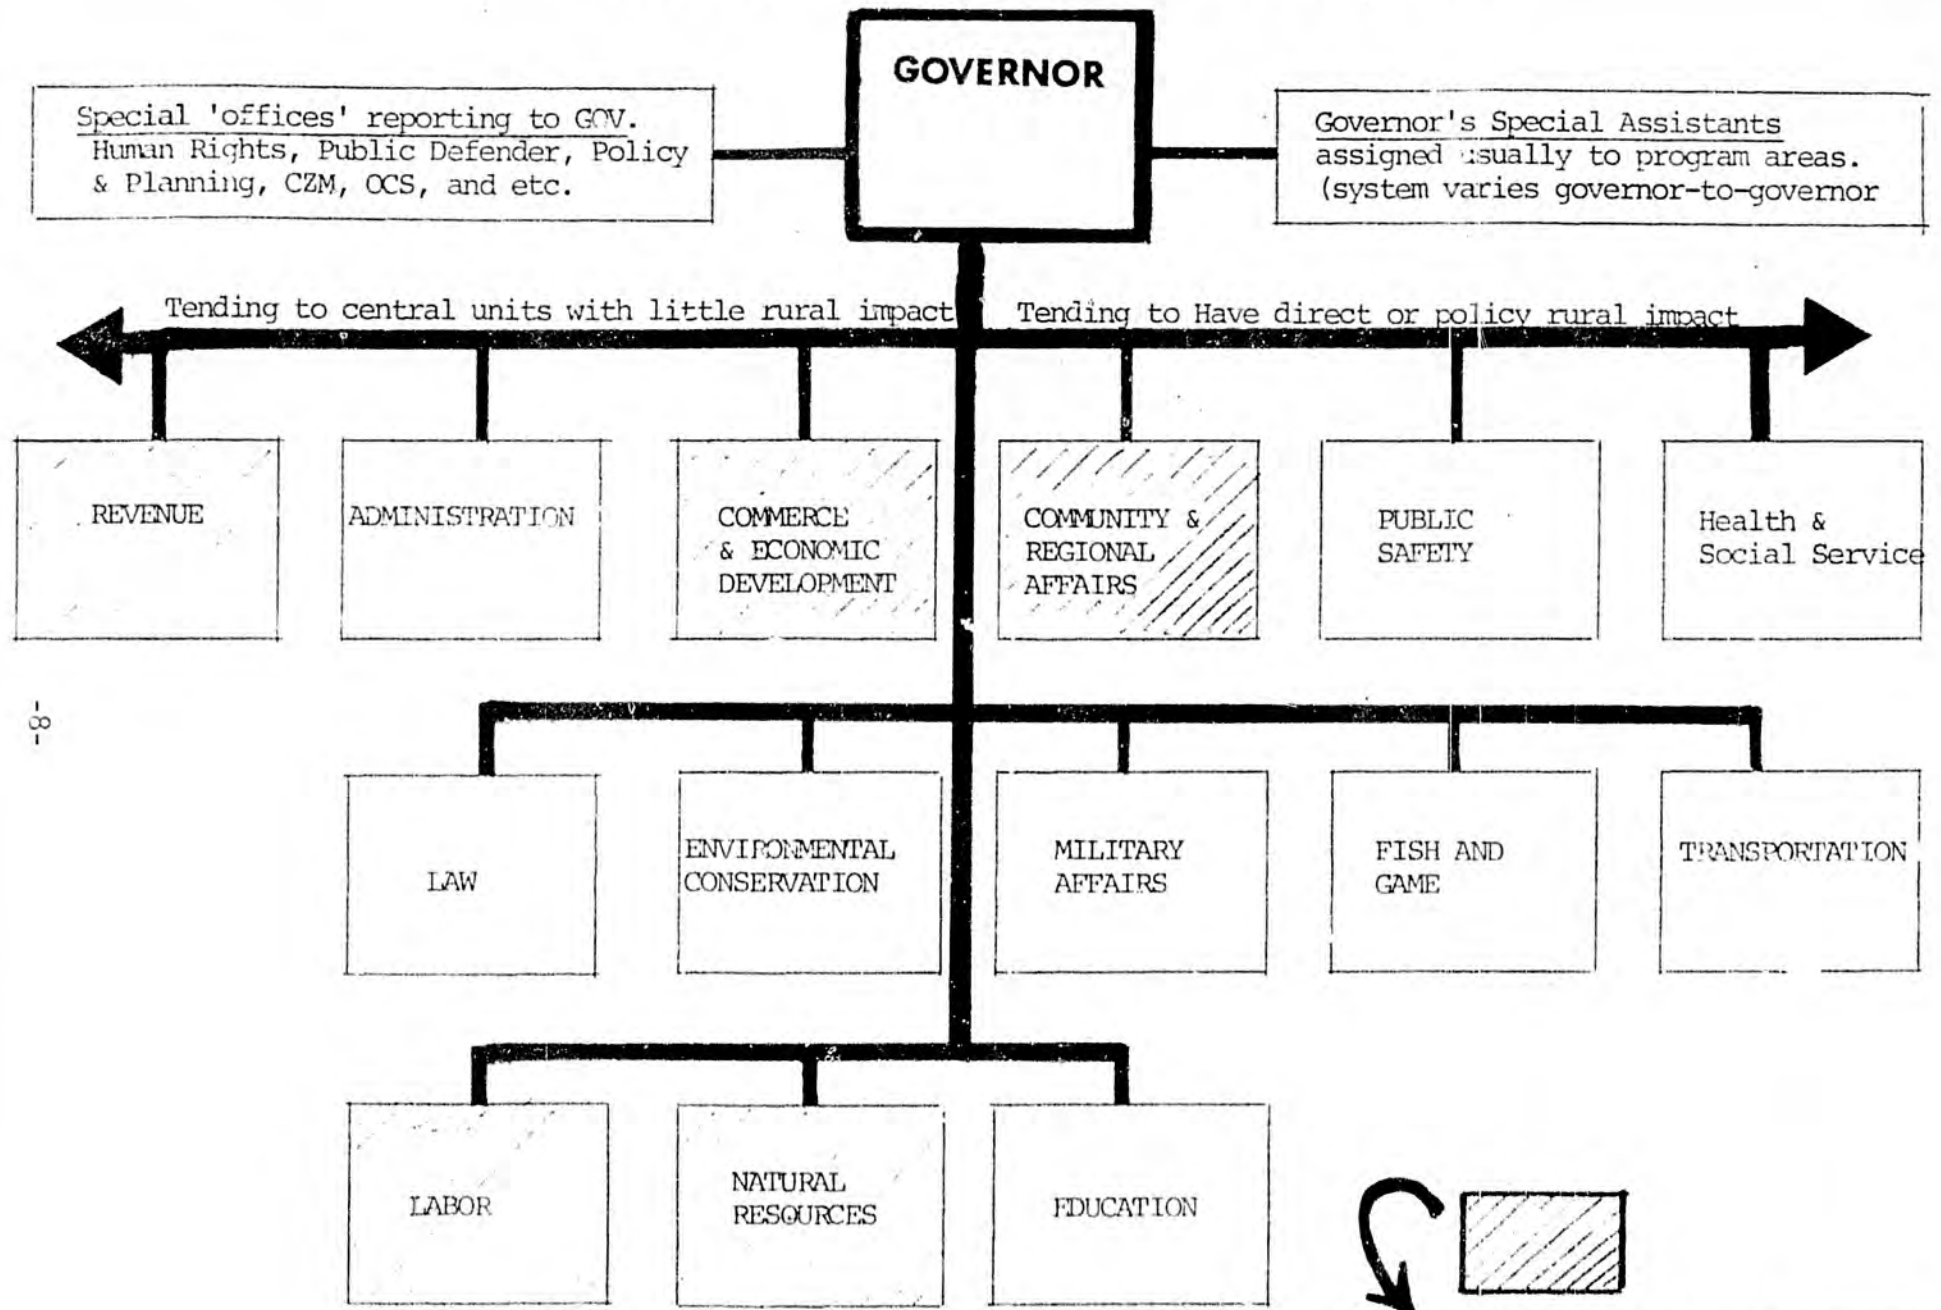 GOVERNOR
Special 'offices' reporting to GOV.
Human Rights, Public Defender, Policy
& Planning, CZM, OCS, and etc.
Governor's Special Assistants
assigned usually to program areas.
(system varies governor-to-governor
Tending to central units with little rural impact
Tending to Have direct or policy rural impact
REVENUE
ADMINISTRATION
COMMERCE
& ECONOMIC
DEVELOPMENT
COMMUNITY &
REGIONAL
AFFAIRS
PUBLIC
SAFETY
Health &
Social Service
-8-
LAW
ENVIRONMENTAL
CONSERVATION
MILITARY
AFFAIRS
FISH AND
GAME
TRANSPORTATION
LABOR
NATURAL
RESOURCES
EDUCATION